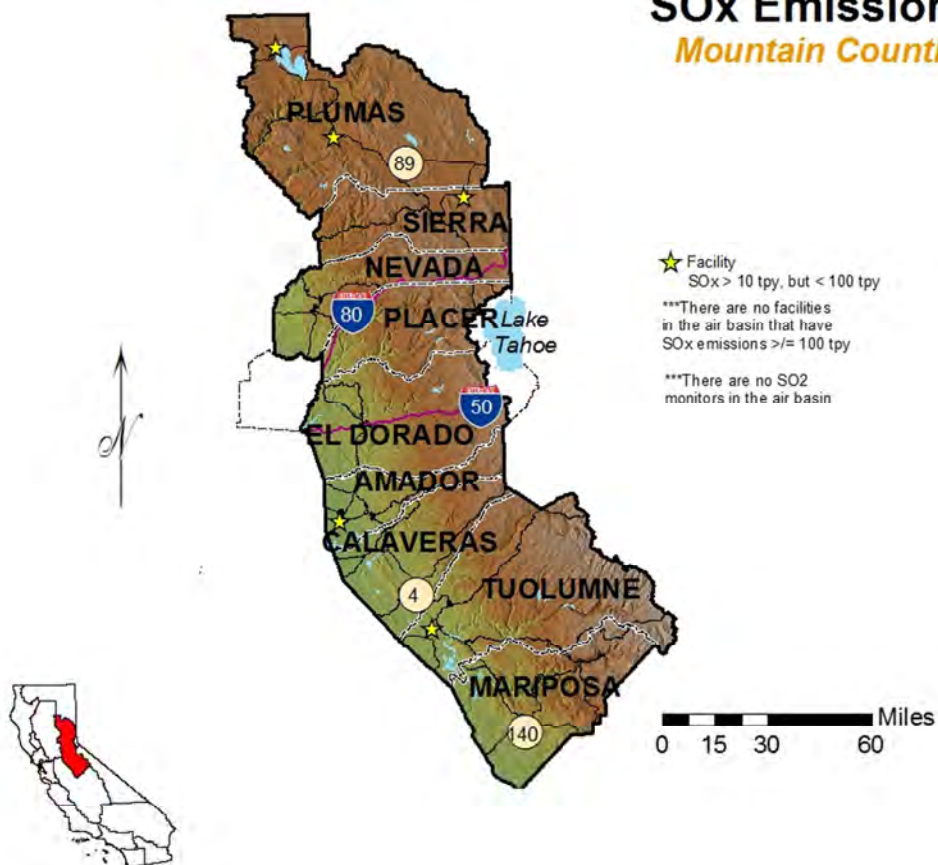 SOx Emission
Mountain Counti
PLUMAS
89
SIERRA
NEVADA
80
PLACER
Lake
Tahoe
50
EL DORADO
AMADOR
CALAVERAS
4
TUOLUMNE
MARIPOSA
140
N
Facility
SOx > 10 tpy, but < 100 tpy
***There are no facilities
in the air basin that have
SOx emissions >/= 100 tpy
***There are no SO2
monitors in the air basin
Miles
0 15 30 60